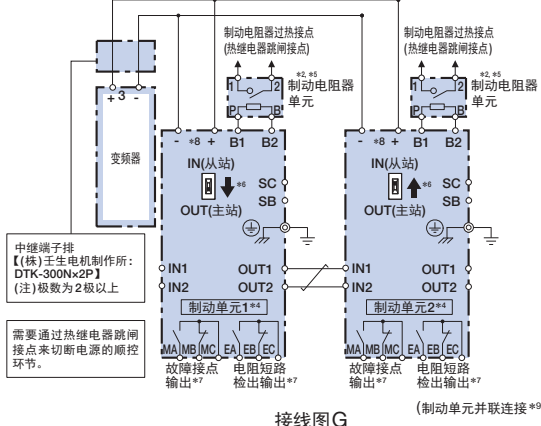 制动电阻器过热接点
(热继电器跳闸接点)
制动电阻器过热接点
(热继电器跳闸接点)
1 2 *2, *5
制动电阻器
单元
P B
1 2 *2, *5
制动电阻器
单元
P B
+ 3 -
变频器
- *8 + B1 B2
IN(从站)
*6
OUT(主站)
SC
SB
IN1 OUT1
IN2 OUT2
制动单元1*4
MA MB MC EA EB EC
故障接点
输出*7
电阻短路
检出输出*7
- *8 + B1 B2
IN(从站)
*6
OUT(主站)
SC
SB
IN1 OUT1
IN2 OUT2
制动单元2*4
MA MB MC EA EB EC
故障接点
输出*7
电阻短路
检出输出*7
中继端子排
【(株)壬生电机制作所：
DTK-300Nx2P】
(注)极数为2极以上
需要通过热继电器跳闸
接点来切断电源的顺控
环节。
(制动单元并联连接*9
接线图G